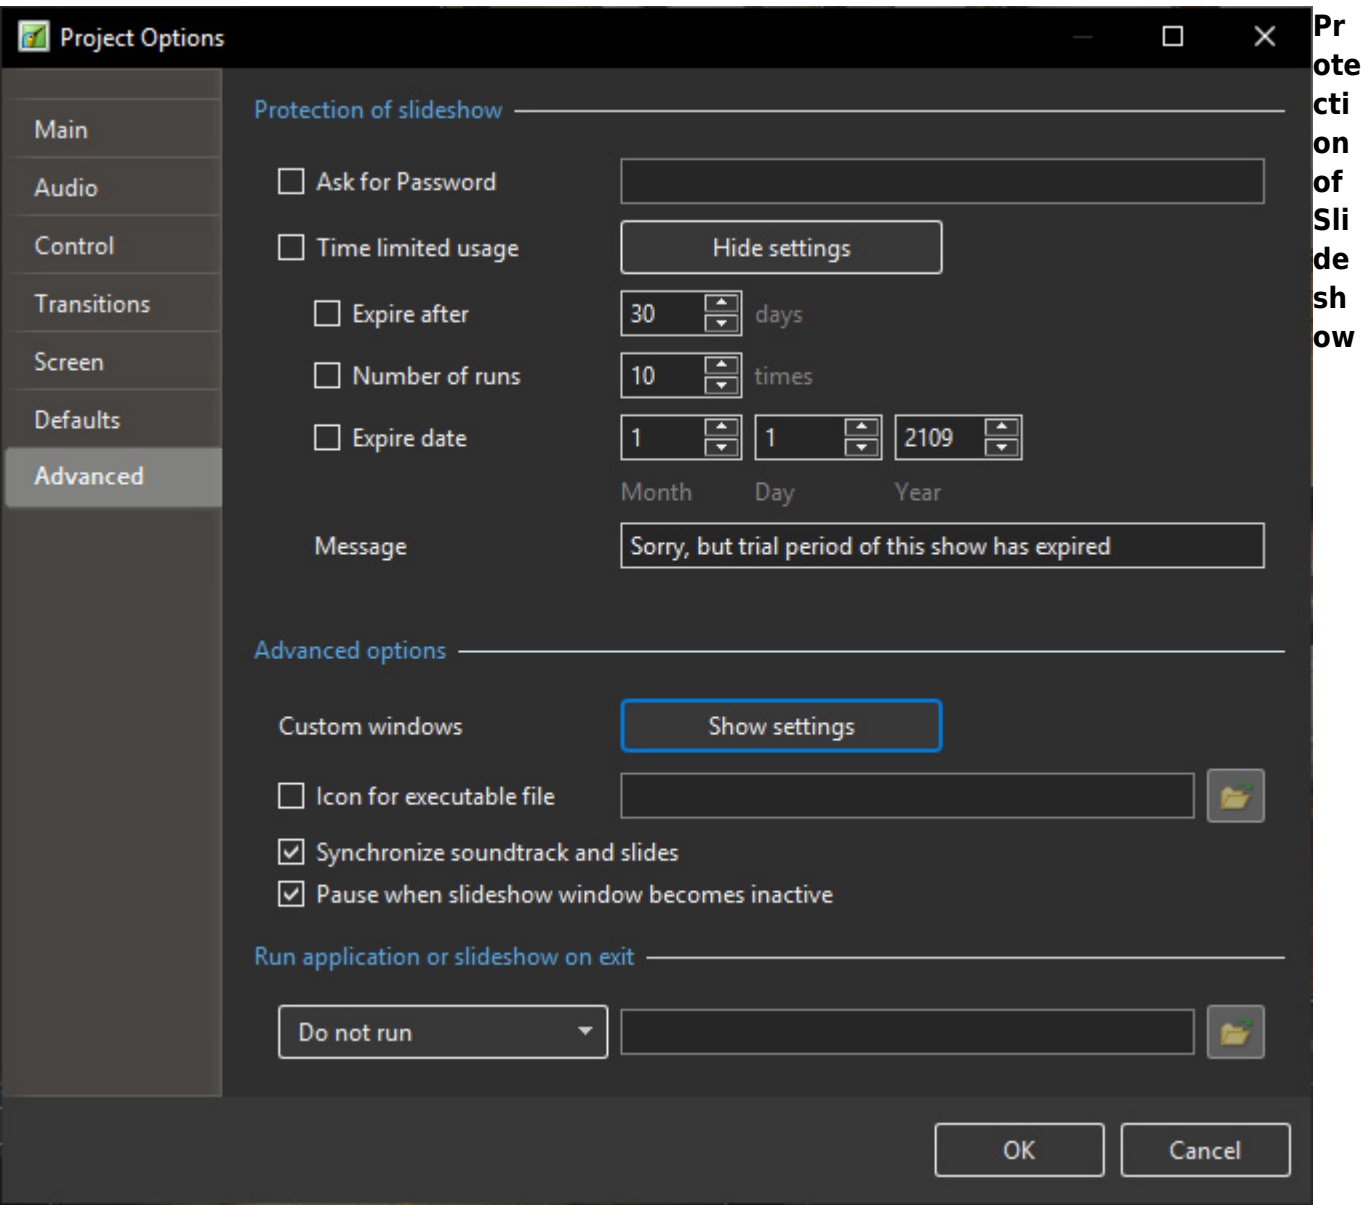 Project Options
Main
Audio
Control
Transitions
Screen
Defaults
Advanced
Protection of slideshow
Ask for Password
Time limited usage Hide settings
Expire after 30 days
Number of runs 10 times
Expire date 1 1 2109
Month Day Year
Message Sorry, but trial period of this show has expired
Advanced options
Custom windows Show settings
Icon for executable file
Synchronize soundtrack and slides
Pause when slideshow window becomes inactive
Run application or slideshow on exit
Do not run
OK Cancel
Pr
ote
cti
on
of
Sli
de
sh
ow